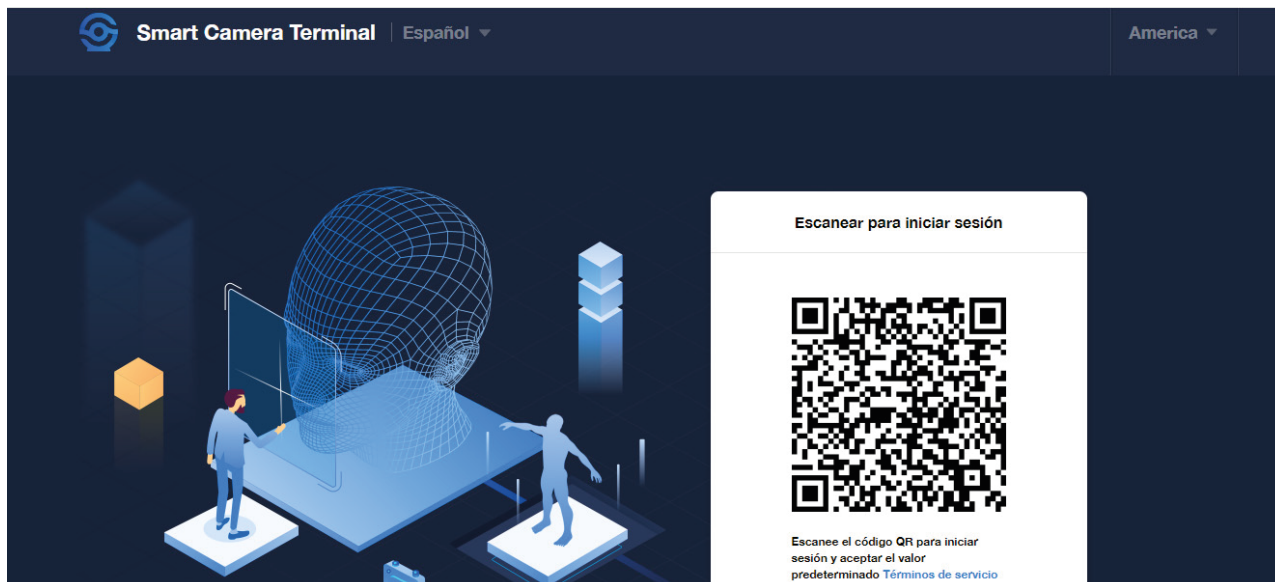 Smart Camera Terminal
Español
America
Escanear para iniciar sesión
Escanee el código QR para iniciar
sesión y aceptar el valor
predeterminado Términos de servicio